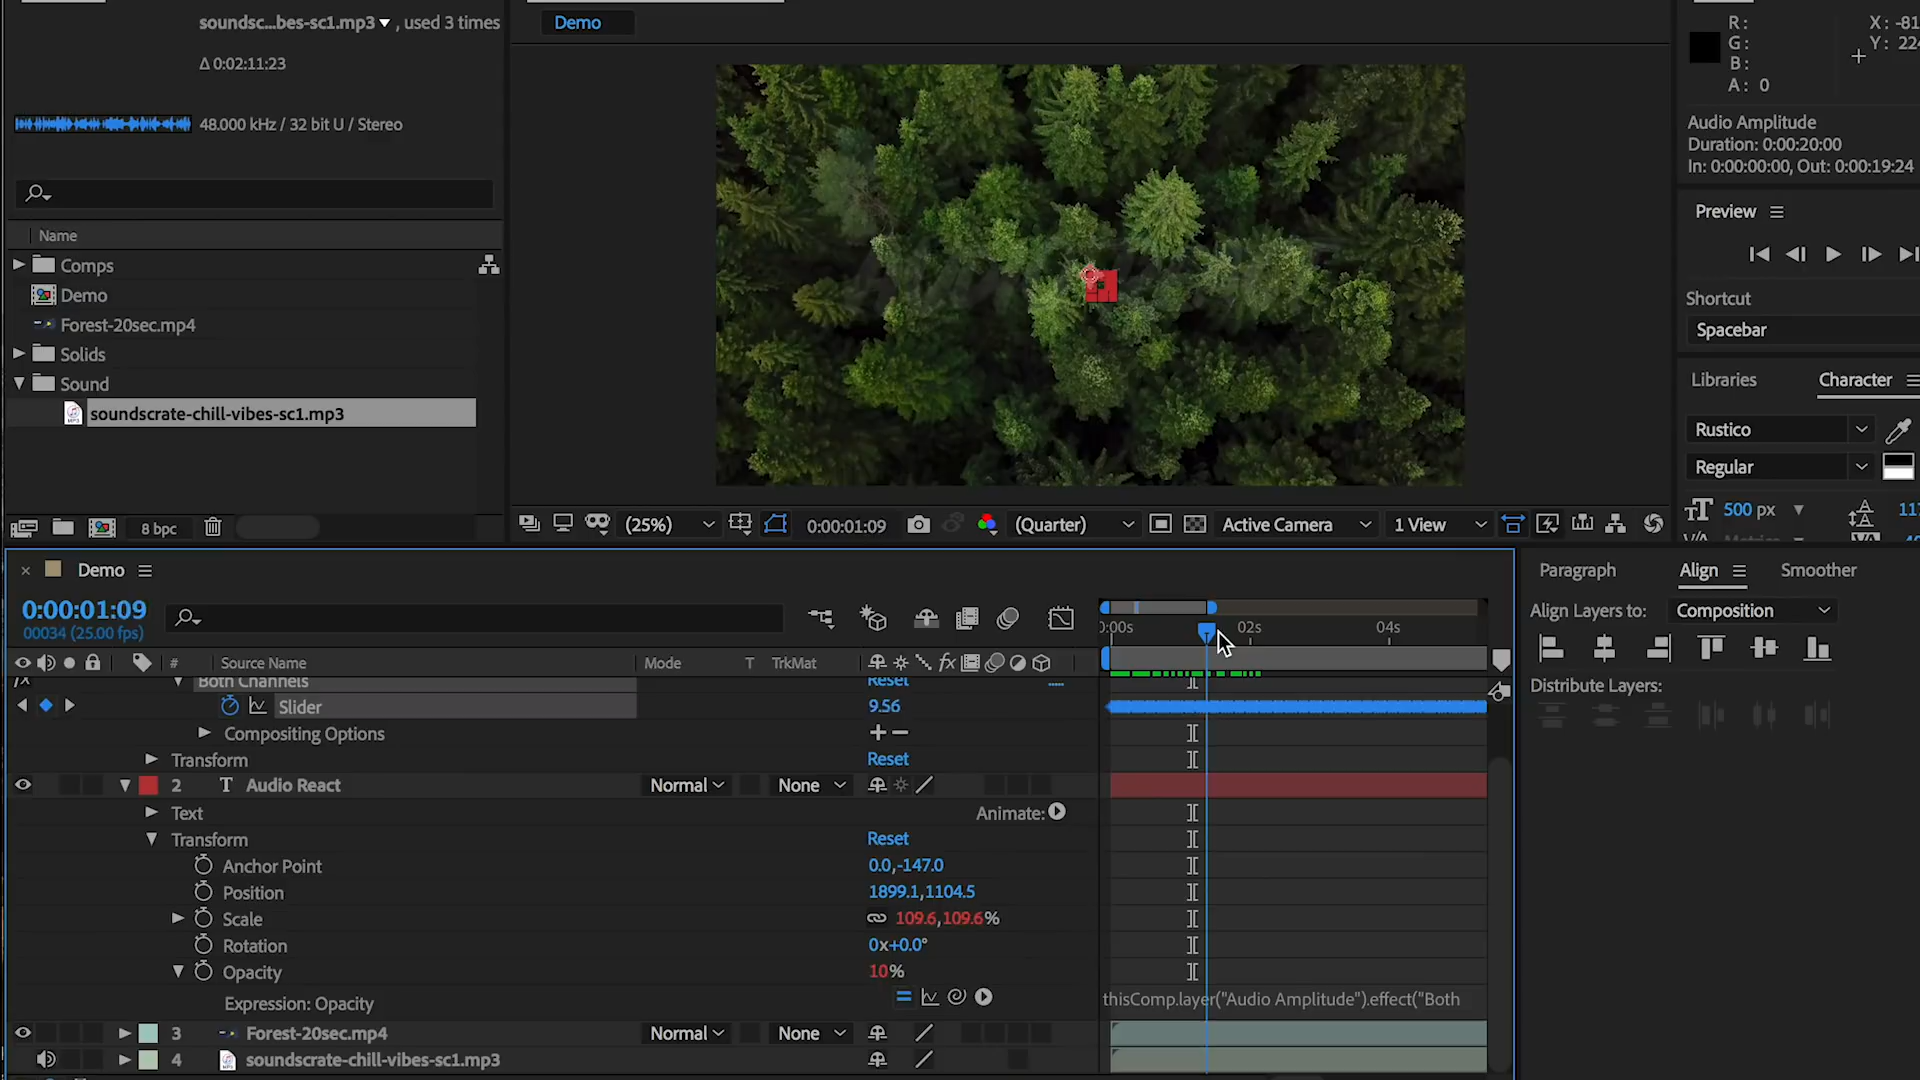 soundsc...bes-sc1.mp3 , used 3 times
Δ 0:02:11:23
48.000 kHz / 32 bit U / Stereo
Name
Comps
Demo
Forest-20sec.mp4
Solids
Sound
soundscrate-chill-vibes-sc1.mp3
8 bpc
Demo
(25%)
0:00:01:09
(Quarter)
Active Camera
1 View
R:
G:
B:
A: 0
X: -81
Y: 224
Audio Amplitude
Duration: 0:00:20:00
In: 0:00:00:00, Out: 0:00:19:24
Preview
Shortcut
Spacebar
Libraries
Character
Rustico
Regular
500 px
117
Paragraph
Align
Smoother
Align Layers to:
Composition
Distribute Layers:
Demo
0:00:01:09
00034 (25.00 fps)
0:00s
02s
04s
# Source Name Mode T TrkMat
Both Channels Reset
Slider 9.56
Compositing Options
Transform Reset
2 T Audio React Normal None
Text Animate:
Transform Reset
Anchor Point 0.0,-147.0
Position 1899.1,1104.5
Scale 109.6,109.6%
Rotation 0x+0.0°
Opacity 10%
Expression: Opacity thisComp.layer("Audio Amplitude").effect("Both
3 Forest-20sec.mp4 Normal None
4 soundscrate-chill-vibes-sc1.mp3